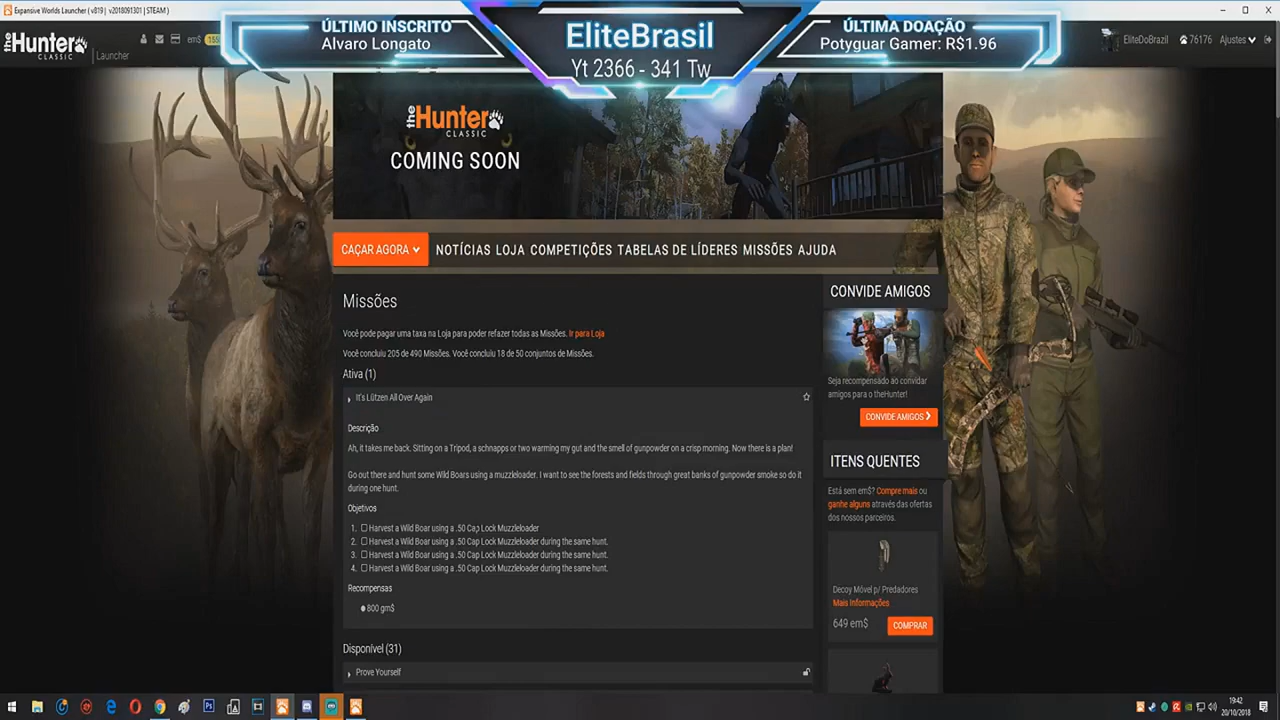 Expansive Worlds Launcher ( v819 | v2018091301 | STEAM )
theHunter CLASSIC
Launcher
em$
ÚLTIMO INSCRITO
Alvaro Longato
EliteBrasil
Yt 2366 - 341 Tw
ÚLTIMA DOAÇÃO
Potyguar Gamer: R$1.96
EliteDoBrazil
76176
Ajustes
theHunter
CLASSIC
COMING SOON
CAÇAR AGORA
NOTÍCIAS LOJA COMPETIÇÕES TABELAS DE LÍDERES MISSÕES AJUDA
Missões
Você pode pagar uma taxa na Loja para poder refazer todas as Missões. Ir para Loja
Você concluiu 205 de 490 Missões. Você concluiu 18 de 50 conjuntos de Missões.
Ativa (1)
It's Lützen All Over Again
Descrição
Ah, it takes me back. Sitting on a Tripod, a schnapps or two warming my gut and the smell of gunpowder on a crisp morning. Now there is a plan!
Go out there and hunt some Wild Boars using a muzzleloader. I want to see the forests and fields through great banks of gunpowder smoke so do it
during one hunt.
Objetivos
1. Harvest a Wild Boar using a .50 Cap Lock Muzzleloader
2. Harvest a Wild Boar using a .50 Cap Lock Muzzleloader during the same hunt.
3. Harvest a Wild Boar using a .50 Cap Lock Muzzleloader during the same hunt.
4. Harvest a Wild Boar using a .50 Cap Lock Muzzleloader during the same hunt.
Recompensas
800 gm$
Disponível (31)
Prove Yourself
CONVIDE AMIGOS
Seja recompensado ao convidar
amigos para o theHunter!
CONVIDE AMIGOS
ITENS QUENTES
Está sem em$? Compre mais ou
ganhe alguns através das ofertas
dos nossos parceiros.
Decoy Móvel p/ Predadores
Mais Informações
649 em$
COMPRAR
19:42
20/10/2018